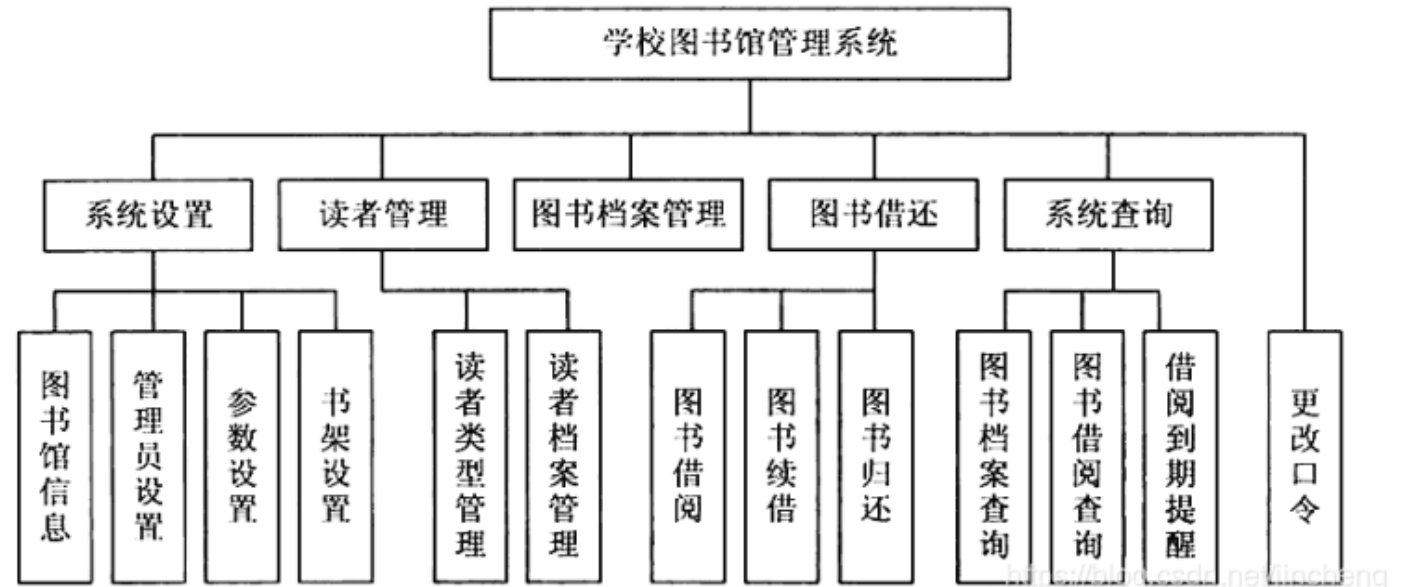 学校图书馆管理系统
系统设置
读者管理
图书档案管理
图书借还
系统查询
图书馆信息
管理员设置
参数设置
书架设置
读者类型管理
读者档案管理
图书借阅
图书续借
图书归还
图书档案查询
图书借阅查询
借阅到期提醒
更改口令
https://blog.csdn.net/jincheng